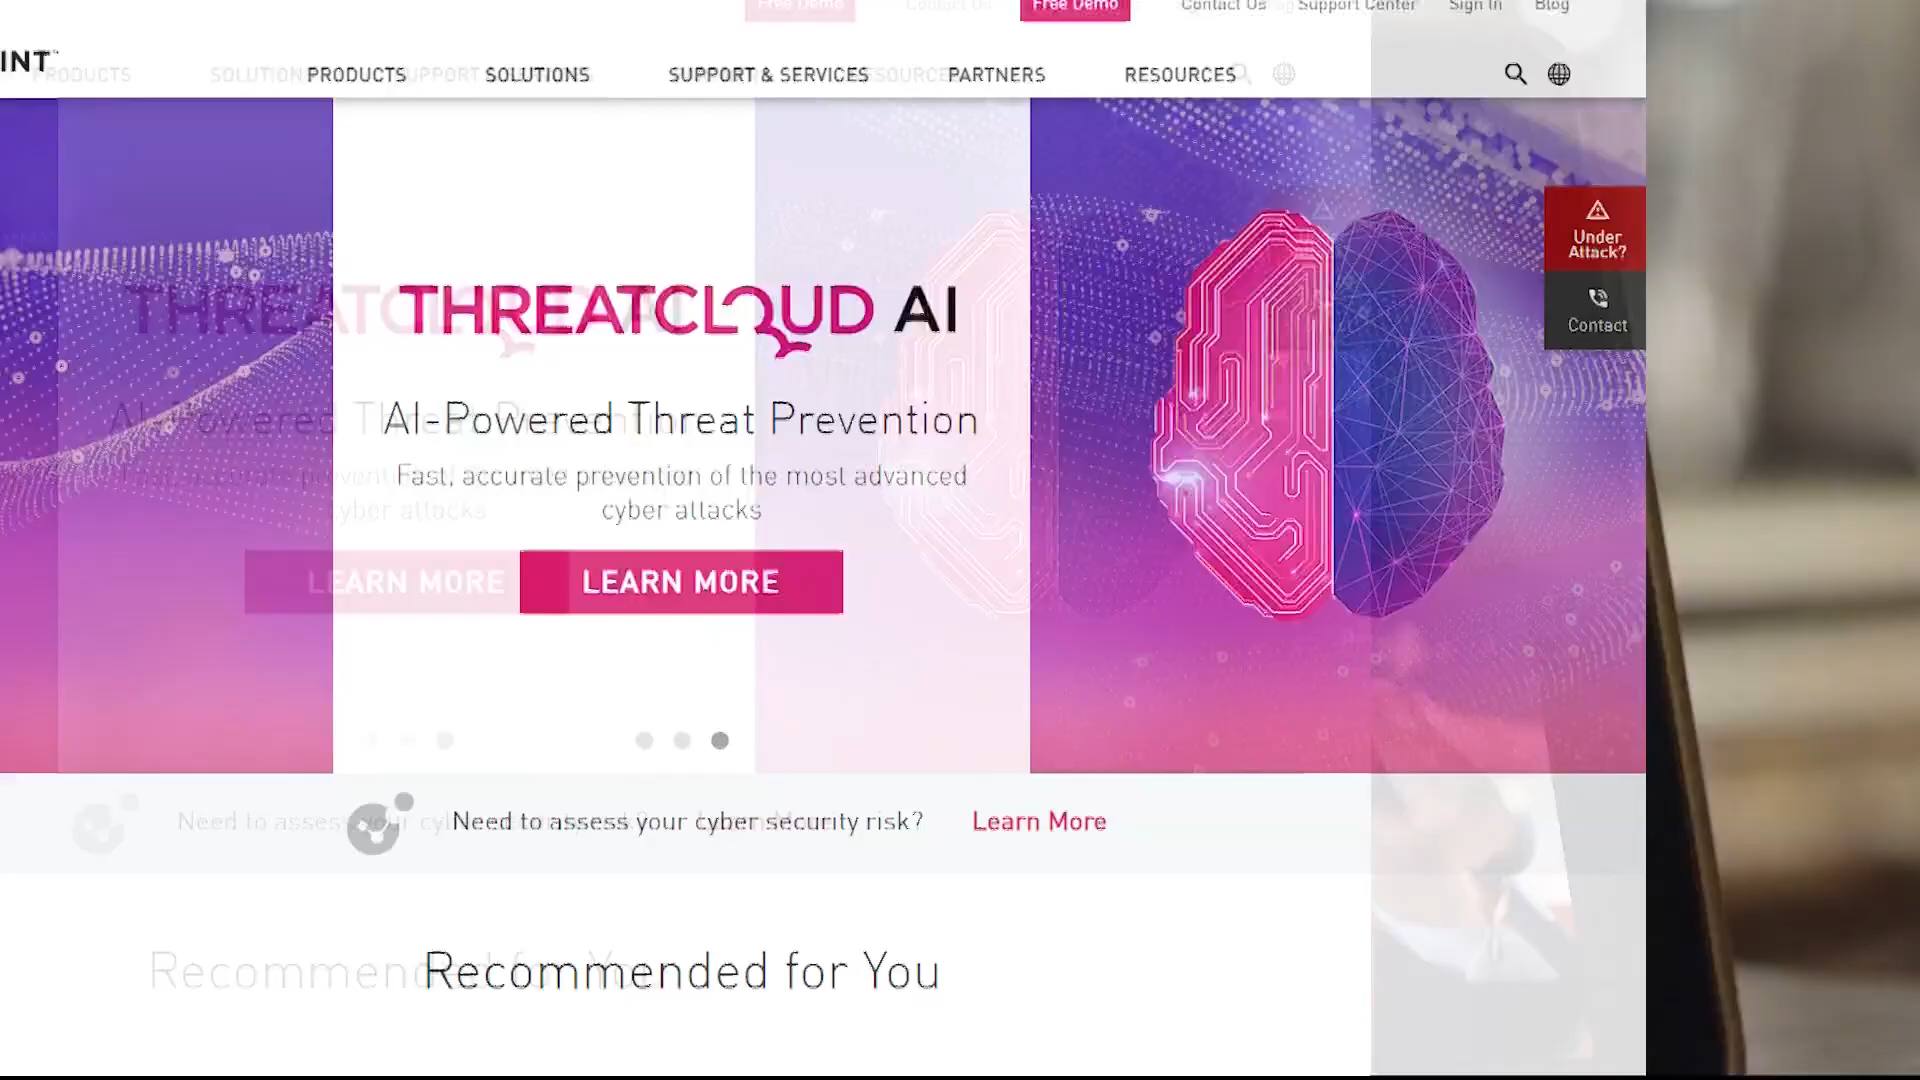 Free Demo Contact Us Support Center Sign In Blog
INT
PRODUCTS SOLUTIONS SUPPORT & SERVICES PARTNERS RESOURCES
Under
Attack?
Contact
THREATCLOUD AI
AI-Powered Threat Prevention
Fast, accurate prevention of the most advanced
cyber attacks
LEARN MORE
Need to assess your cyber security risk? Learn More
Recommended for You